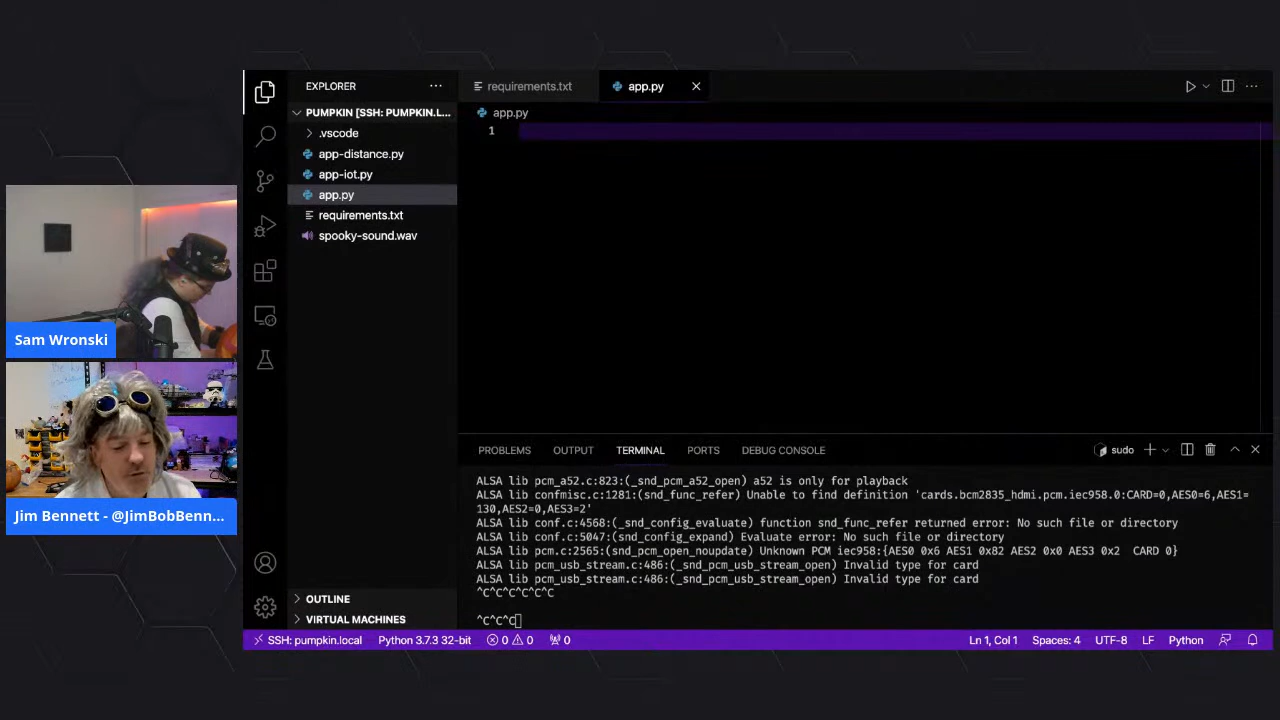 Sam Wronski
Jim Bennett - @JimBobBenn...
EXPLORER
PUMPKIN [SSH: PUMPKIN.L...
.vscode
app-distance.py
app-iot.py
app.py
requirements.txt
spooky-sound.wav
OUTLINE
VIRTUAL MACHINES
requirements.txt
app.py
app.py
1
PROBLEMS OUTPUT TERMINAL PORTS DEBUG CONSOLE
sudo
ALSA lib pcm_a52.c:823:(_snd_pcm_a52_open) a52 is only for playback
ALSA lib confmisc.c:1281:(snd_func_refer) Unable to find definition 'cards.bcm2835_hdmi.pcm.iec958.0:CARD=0,AES0=6,AES1=
130,AES2=0,AES3=2'
ALSA lib conf.c:4568:(_snd_config_evaluate) function snd_func_refer returned error: No such file or directory
ALSA lib conf.c:5047:(snd_config_expand) Evaluate error: No such file or directory
ALSA lib pcm.c:2565:(snd_pcm_open_noupdate) Unknown PCM iec958:{AES0 0x6 AES1 0x82 AES2 0x0 AES3 0x2  CARD 0}
ALSA lib pcm_usb_stream.c:486:(_snd_pcm_usb_stream_open) Invalid type for card
ALSA lib pcm_usb_stream.c:486:(_snd_pcm_usb_stream_open) Invalid type for card
^C^C^C^C^C^C
^C^C^C
SSH: pumpkin.local Python 3.7.3 32-bit 0 0 0 Ln 1, Col 1 Spaces: 4 UTF-8 LF Python